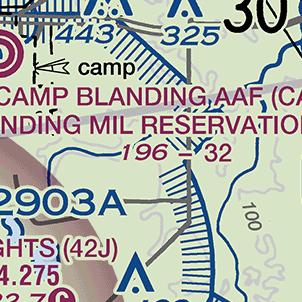 30
443 325
camp
CAMP BLANDING AAF (CA
NDING MIL RESERVATIO
196 - 32
2903A
100
GHTS (42J)
4.275
C